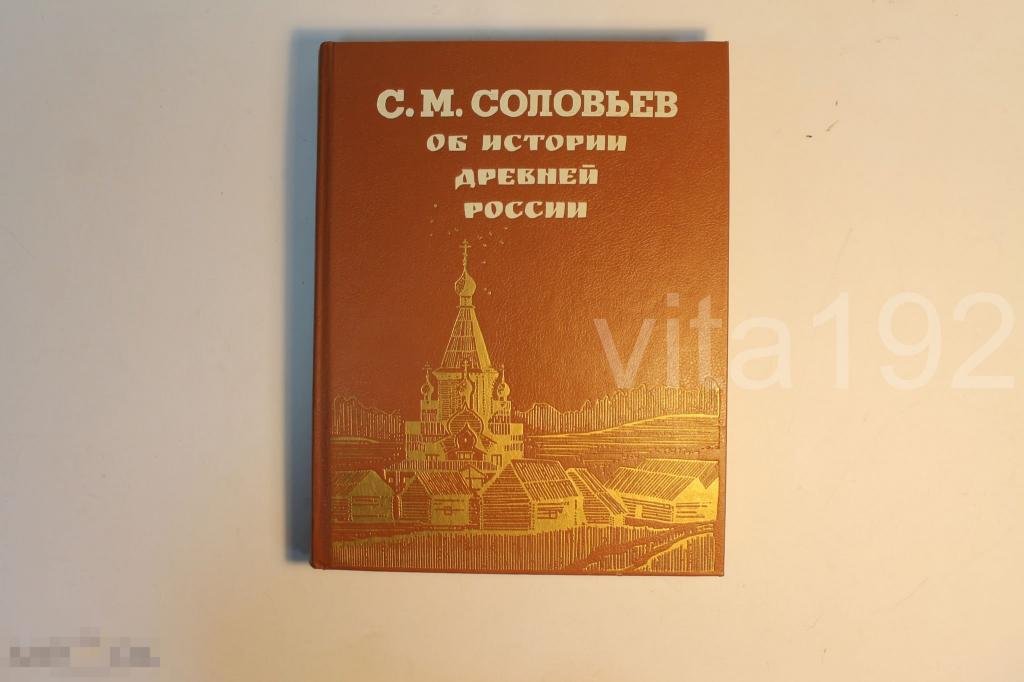 С. М. СОЛОВЬЕВ
ОБ ИСТОРИИ
ДРЕВНЕЙ
РОССИИ
vita192